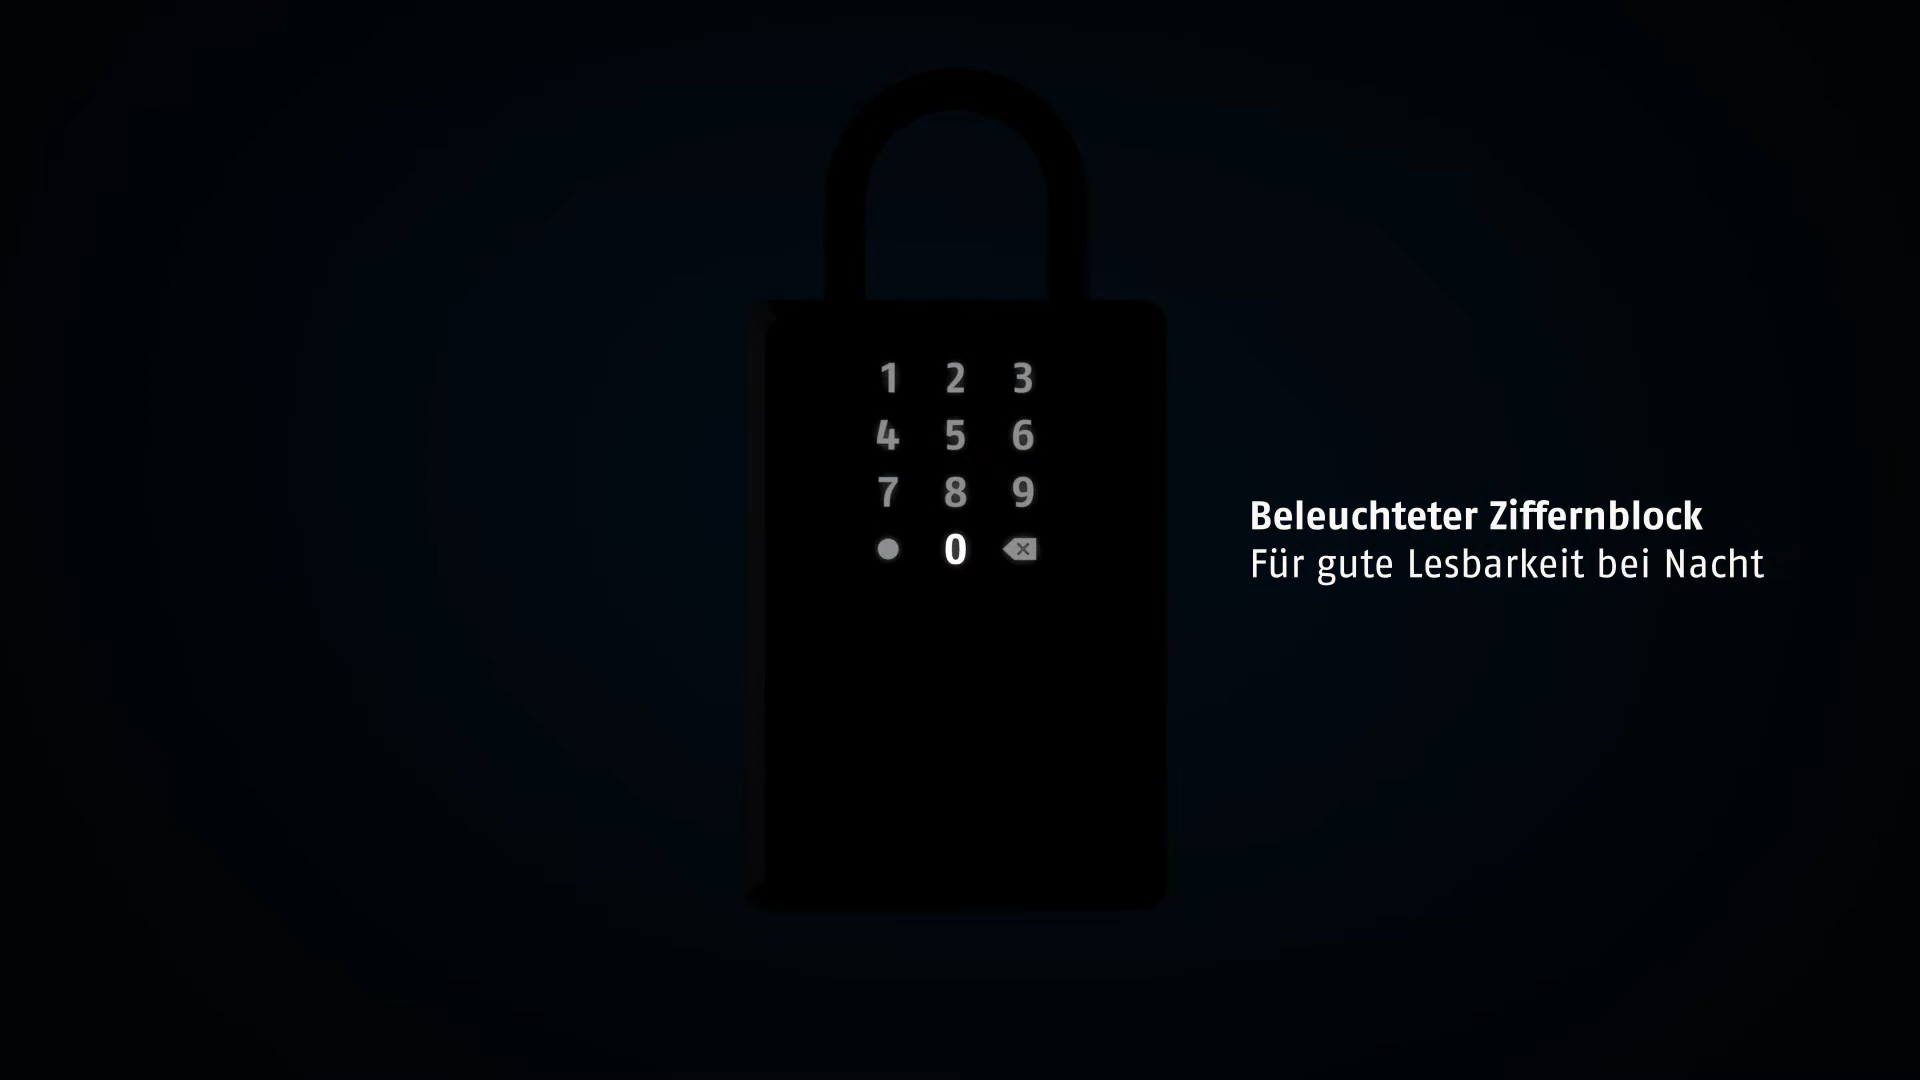 1 2 3
4 5 6
7 8 9
0
Beleuchteter Ziffernblock
Für gute Lesbarkeit bei Nacht